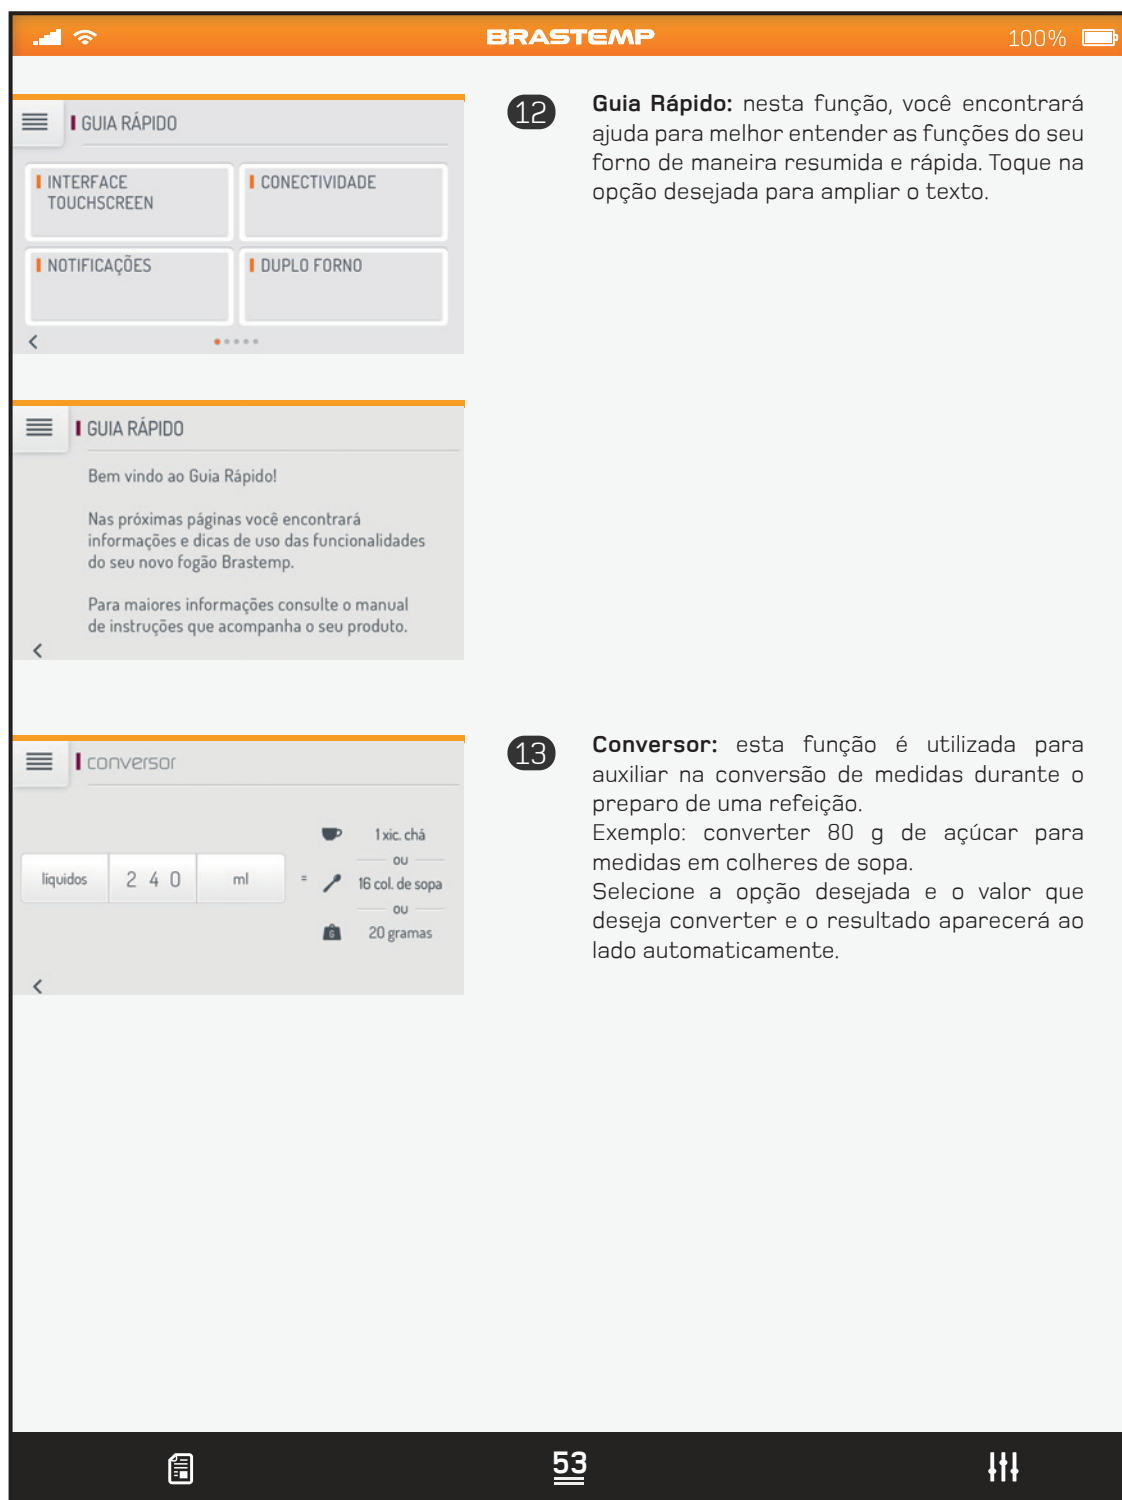 BRASTEMP
100%
GUIA RÁPIDO
INTERFACE
TOUCHSCREEN
CONECTIVIDADE
NOTIFICAÇÕES
DUPLO FORNO
12
Guia Rápido: nesta função, você encontrará
ajuda para melhor entender as funções do seu
forno de maneira resumida e rápida. Toque na
opção desejada para ampliar o texto.
GUIA RÁPIDO
Bem vindo ao Guia Rápido!
Nas próximas páginas você encontrará
informações e dicas de uso das funcionalidades
do seu novo fogão Brastemp.
Para maiores informações consulte o manual
de instruções que acompanha o seu produto.
conversor
líquidos
2 4 0
ml
=
1 xic. chá
ou
16 col. de sopa
ou
G
20 gramas
13
Conversor: esta função é utilizada para
auxiliar na conversão de medidas durante o
preparo de uma refeição.
Exemplo: converter 80 g de açúcar para
medidas em colheres de sopa.
Selecione a opção desejada e o valor que
deseja converter e o resultado aparecerá ao
lado automaticamente.
53